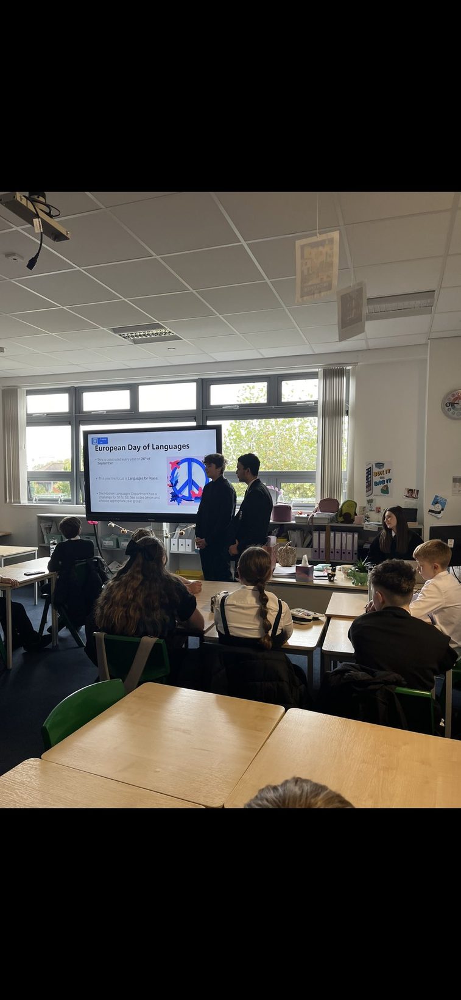 European Day of Languages
This is celebrated every year on 26th of
September
This year the focus is Languages for Peace.
The Modern Languages Department has a
challenge for S1 to S3. See slides below and
choose appropriate year group!
BOX IT
OR
BAG IT